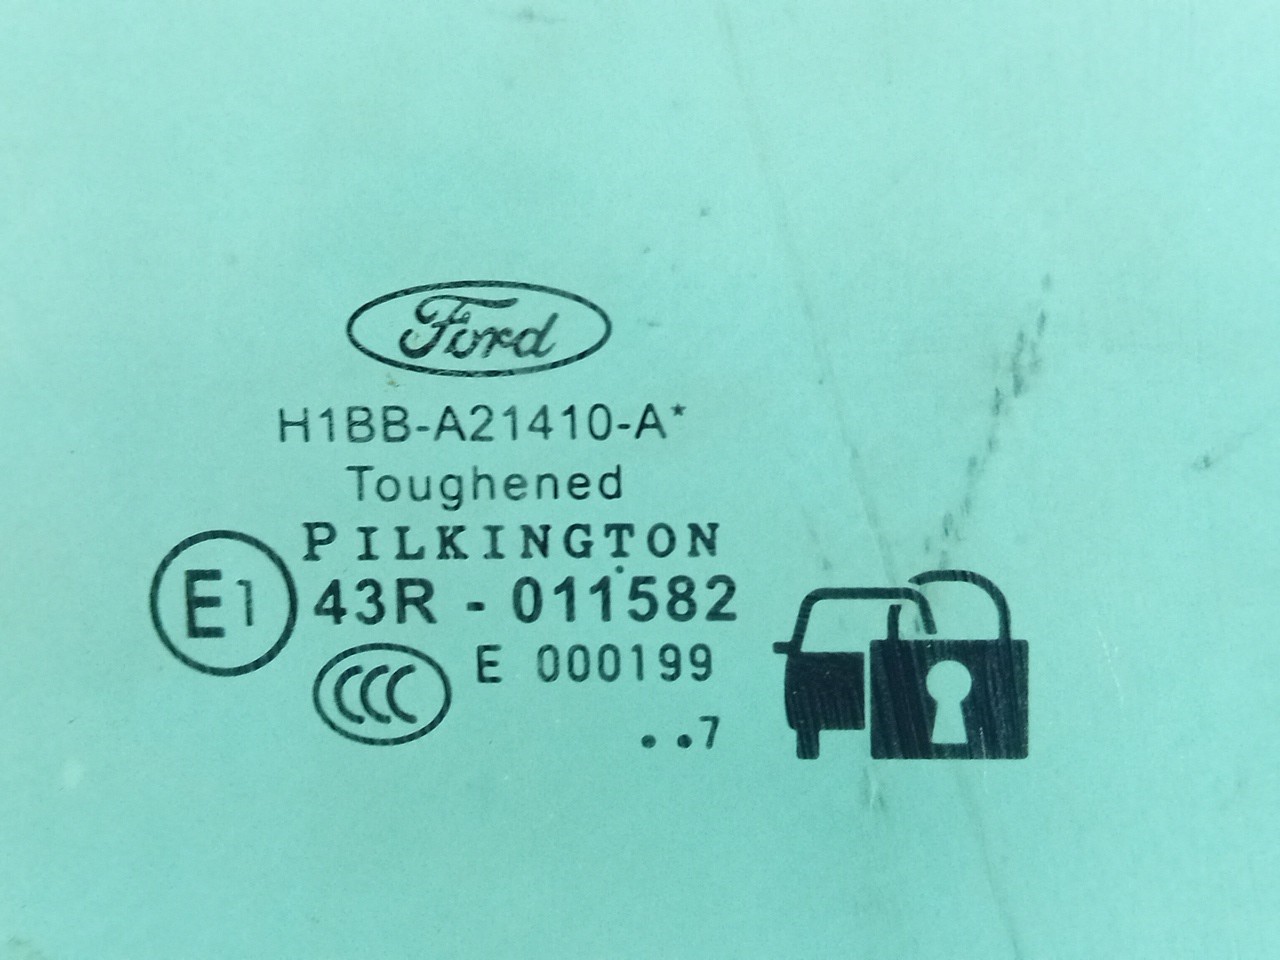 Ford
H1BB-A21410-A*
Toughened
PILKINGTON
E1 43R - 011582
CCC E 000199
..7